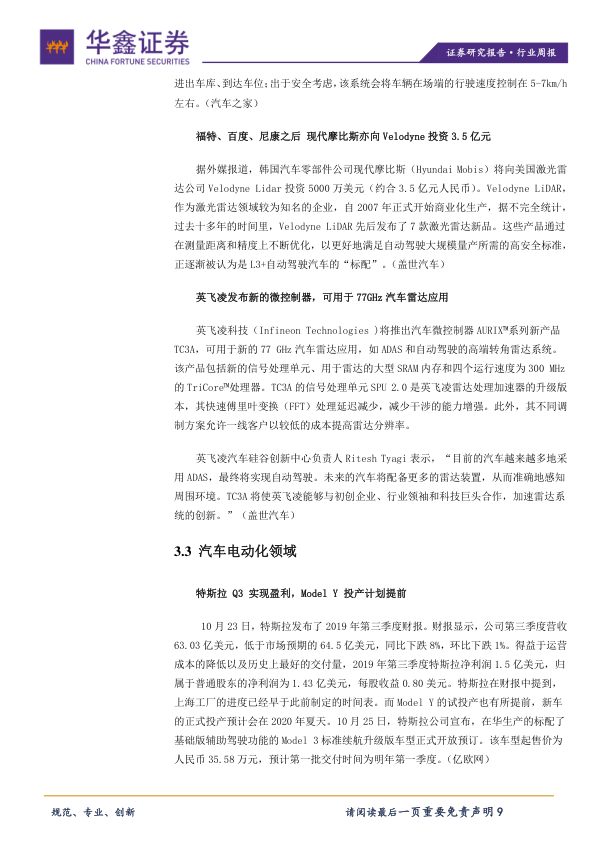 华鑫证券
CHINA FORTUNE SECURITIES
证券研究报告·行业周报
进出车库、到达车位；出于安全考虑，该系统会将车辆在场端的行驶速度控制在 5-7km/h
左右。（汽车之家）
福特、百度、尼康之后 现代摩比斯亦向 Velodyne 投资 3.5 亿元
据外媒报道，韩国汽车零部件公司现代摩比斯（Hyundai Mobis）将向美国激光雷
达公司 Velodyne Lidar 投资 5000 万美元（约合 3.5 亿元人民币）。Velodyne LiDAR，
作为激光雷达领域较为知名的企业，自 2007 年正式开始商业化生产，据不完全统计，
过去十多年的时间里，Velodyne LiDAR 先后发布了 7 款激光雷达新品。这些产品通过
在测量距离和精度上不断优化，以更好地满足自动驾驶大规模量产所需的高安全标准，
正逐渐被认为是 L3+自动驾驶汽车的“标配”。（盖世汽车）
英飞凌发布新的微控制器，可用于 77GHz 汽车雷达应用
英飞凌科技（Infineon Technologies )将推出汽车微控制器 AURIX™系列新产品
TC3A，可用于新的 77 GHz 汽车雷达应用，如 ADAS 和自动驾驶的高端转角雷达系统。
该产品包括新的信号处理单元、用于雷达的大型 SRAM 内存和四个运行速度为 300 MHz
的 TriCore™处理器。TC3A 的信号处理单元 SPU 2.0 是英飞凌雷达处理加速器的升级版
本，其快速傅里叶变换（FFT）处理延迟减少，减少干涉的能力增强。此外，其不同调
制方案允许一线客户以较低的成本提高雷达分辨率。
英飞凌汽车硅谷创新中心负责人 Ritesh Tyagi 表示，“目前的汽车越来越多地采
用 ADAS，最终将实现自动驾驶。未来的汽车将配备更多的雷达装置，从而准确地感知
周围环境。TC3A 将使英飞凌能够与初创企业、行业领袖和科技巨头合作，加速雷达系
统的创新。”（盖世汽车）
3.3 汽车电动化领域
特斯拉 Q3 实现盈利，Model Y 投产计划提前
10 月 23 日，特斯拉发布了 2019 年第三季度财报。财报显示，公司第三季度营收
63.03 亿美元，低于市场预期的 64.5 亿美元，同比下跌 8%，环比下跌 1%。得益于运营
成本的降低以及历史上最好的交付量，2019 年第三季度特斯拉净利润 1.5 亿美元，归
属于普通股东的净利润为 1.43 亿美元，每股收益 0.80 美元。特斯拉在财报中提到，
上海工厂的进度已经早于此前制定的时间表。而 Model Y 的试投产也有所提前，新车
的正式投产预计会在 2020 年夏天。10 月 25 日，特斯拉公司宣布，在华生产的标配了
基础版辅助驾驶功能的 Model 3 标准续航升级版车型正式开放预订。该车型起售价为
人民币 35.58 万元，预计第一批交付时间为明年第一季度。（亿欧网）
规范、专业、创新
请阅读最后一页重要免责声明 9